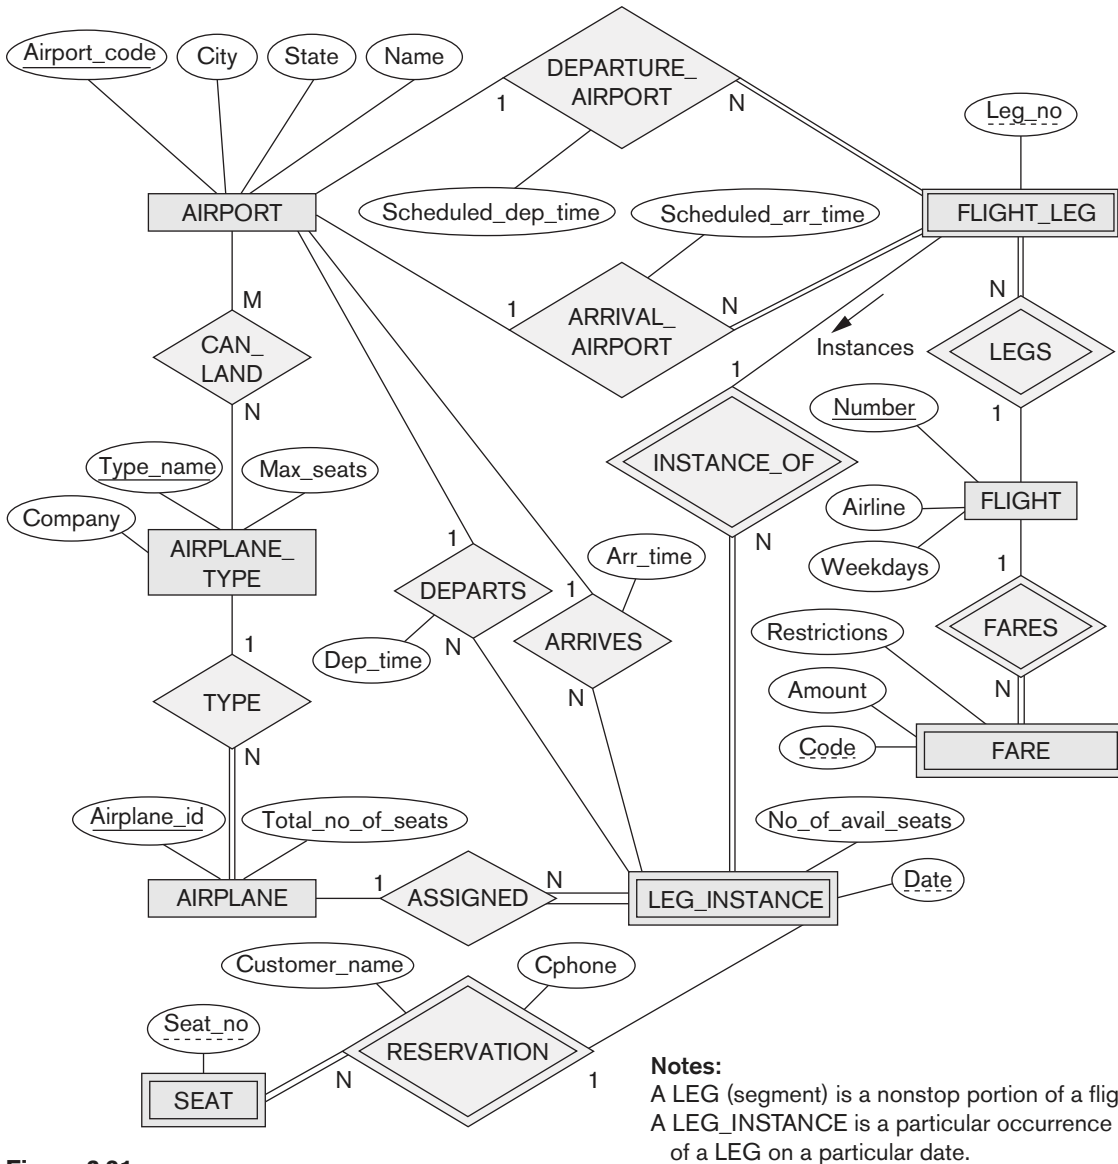 Airport_code
City
State
Name
DEPARTURE_
AIRPORT
1
N
Leg_no
AIRPORT
Scheduled_dep_time
Scheduled_arr_time
FLIGHT_LEG
M
1
N
N
CAN_
LAND
ARRIVAL_
AIRPORT
Instances
LEGS
N
1
1
Number
Type_name
Max_seats
INSTANCE_OF
FLIGHT
Company
Airline
AIRPLANE_
TYPE
1
N
Arr_time
Weekdays
1
DEPARTS
1
FARES
1
N
ARRIVES
Restrictions
Dep_time
TYPE
N
Amount
N
N
Code
FARE
Airplane_id
Total_no_of_seats
No_of_avail_seats
AIRPLANE
1
ASSIGNED
N
LEG_INSTANCE
Date
Customer_name
Cphone
Seat_no
RESERVATION
N
1
SEAT
Notes:
A LEG (segment) is a nonstop portion of a
A LEG_INSTANCE is a particular occurrence
of a LEG on a particular date.